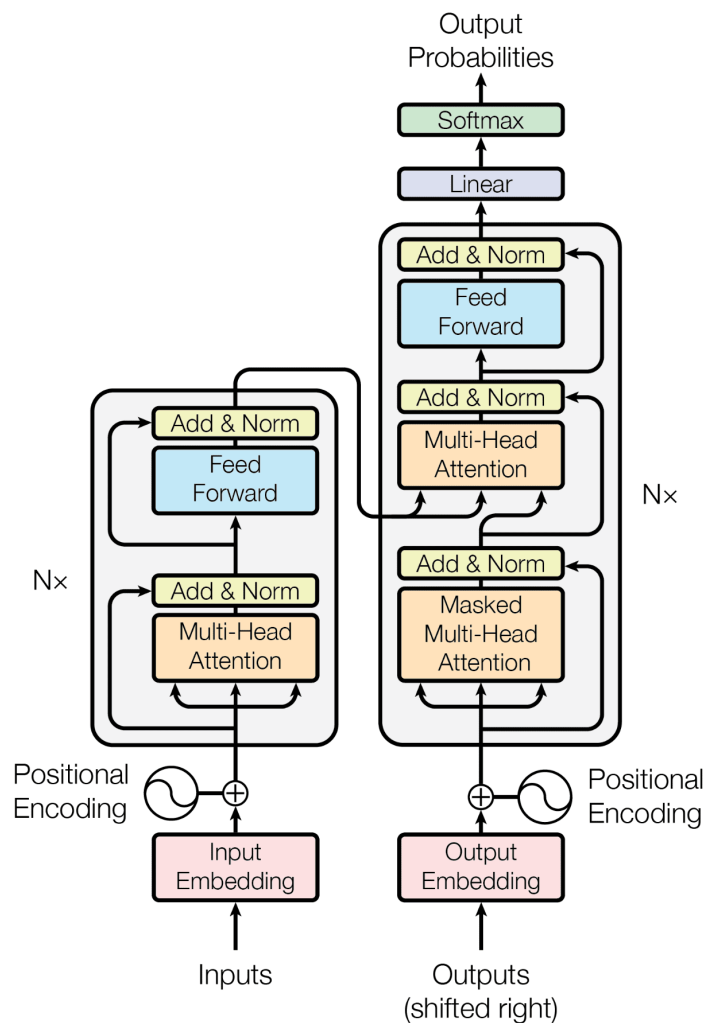 Output
Probabilities
Softmax
Linear
Add & Norm
Feed
Forward
Add & Norm
Multi-Head
Attention
Add & Norm
Masked
Multi-Head
Attention
N×
Add & Norm
Feed
Forward
Add & Norm
Multi-Head
Attention
N×
Positional
Encoding
Positional
Encoding
Input
Embedding
Output
Embedding
Inputs
Outputs
(shifted right)